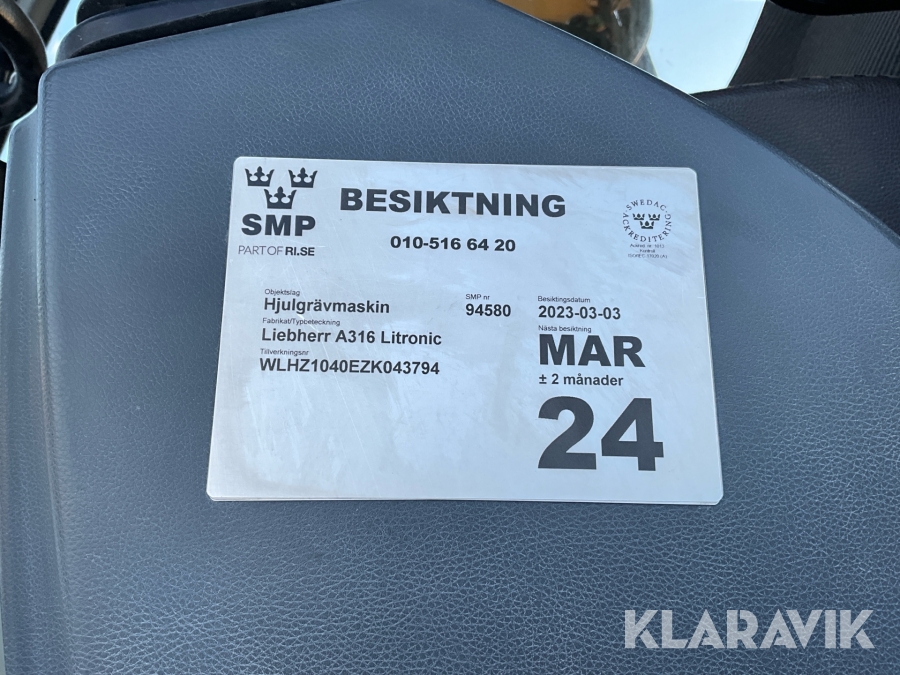 SMP
PART OF RI.SE
BESIKTNING
010-516 64 20
SWEDAC
ACKREDITERING
Objektslag
Hjulgrävmaskin
Fabrikat/Typbeteckning
Liebherr A316 Litronic
Tillverkningsnr
WLHZ1040EZK043794
SMP nr
94580
Besiktingsdatum
2023-03-03
Nästa besiktning
MAR
± 2 månader
24
KLARAVIK